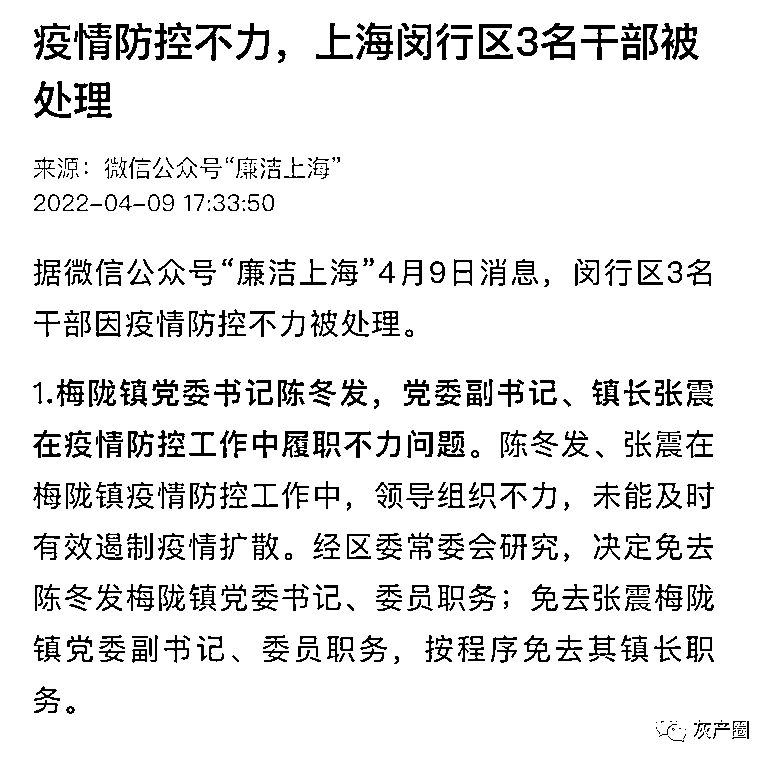 疫情防控不力，上海闵行区3名干部被
处理
来源：微信公众号“廉洁上海”
2022-04-09 17:33:50
据微信公众号“廉洁上海”4月9日消息，闵行区3名
干部因疫情防控不力被处理。
1.梅陇镇党委书记陈冬发，党委副书记、镇长张震
在疫情防控工作中履职不力问题。陈冬发、张震在
梅陇镇疫情防控工作中，领导组织不力，未能及时
有效遏制疫情扩散。经区委常委会研究，决定免去
陈冬发梅陇镇党委书记、委员职务；免去张震梅陇
镇党委副书记、委员职务，按程序免去其镇长职
务。
灰产圈